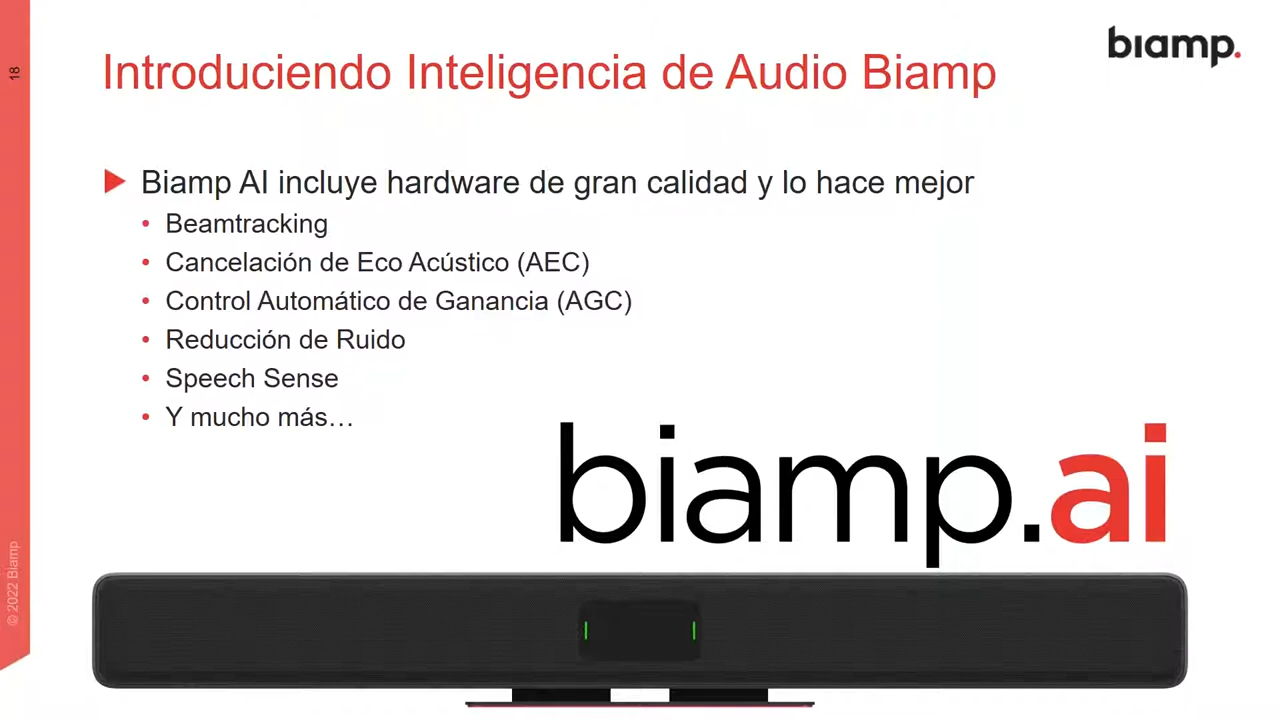 18
biamp.
Introduciendo Inteligencia de Audio Biamp
Biamp AI incluye hardware de gran calidad y lo hace mejor
• Beamtracking
• Cancelación de Eco Acústico (AEC)
• Control Automático de Ganancia (AGC)
• Reducción de Ruido
• Speech Sense
• Y mucho más…
biamp.ai
© 2022 Biamp